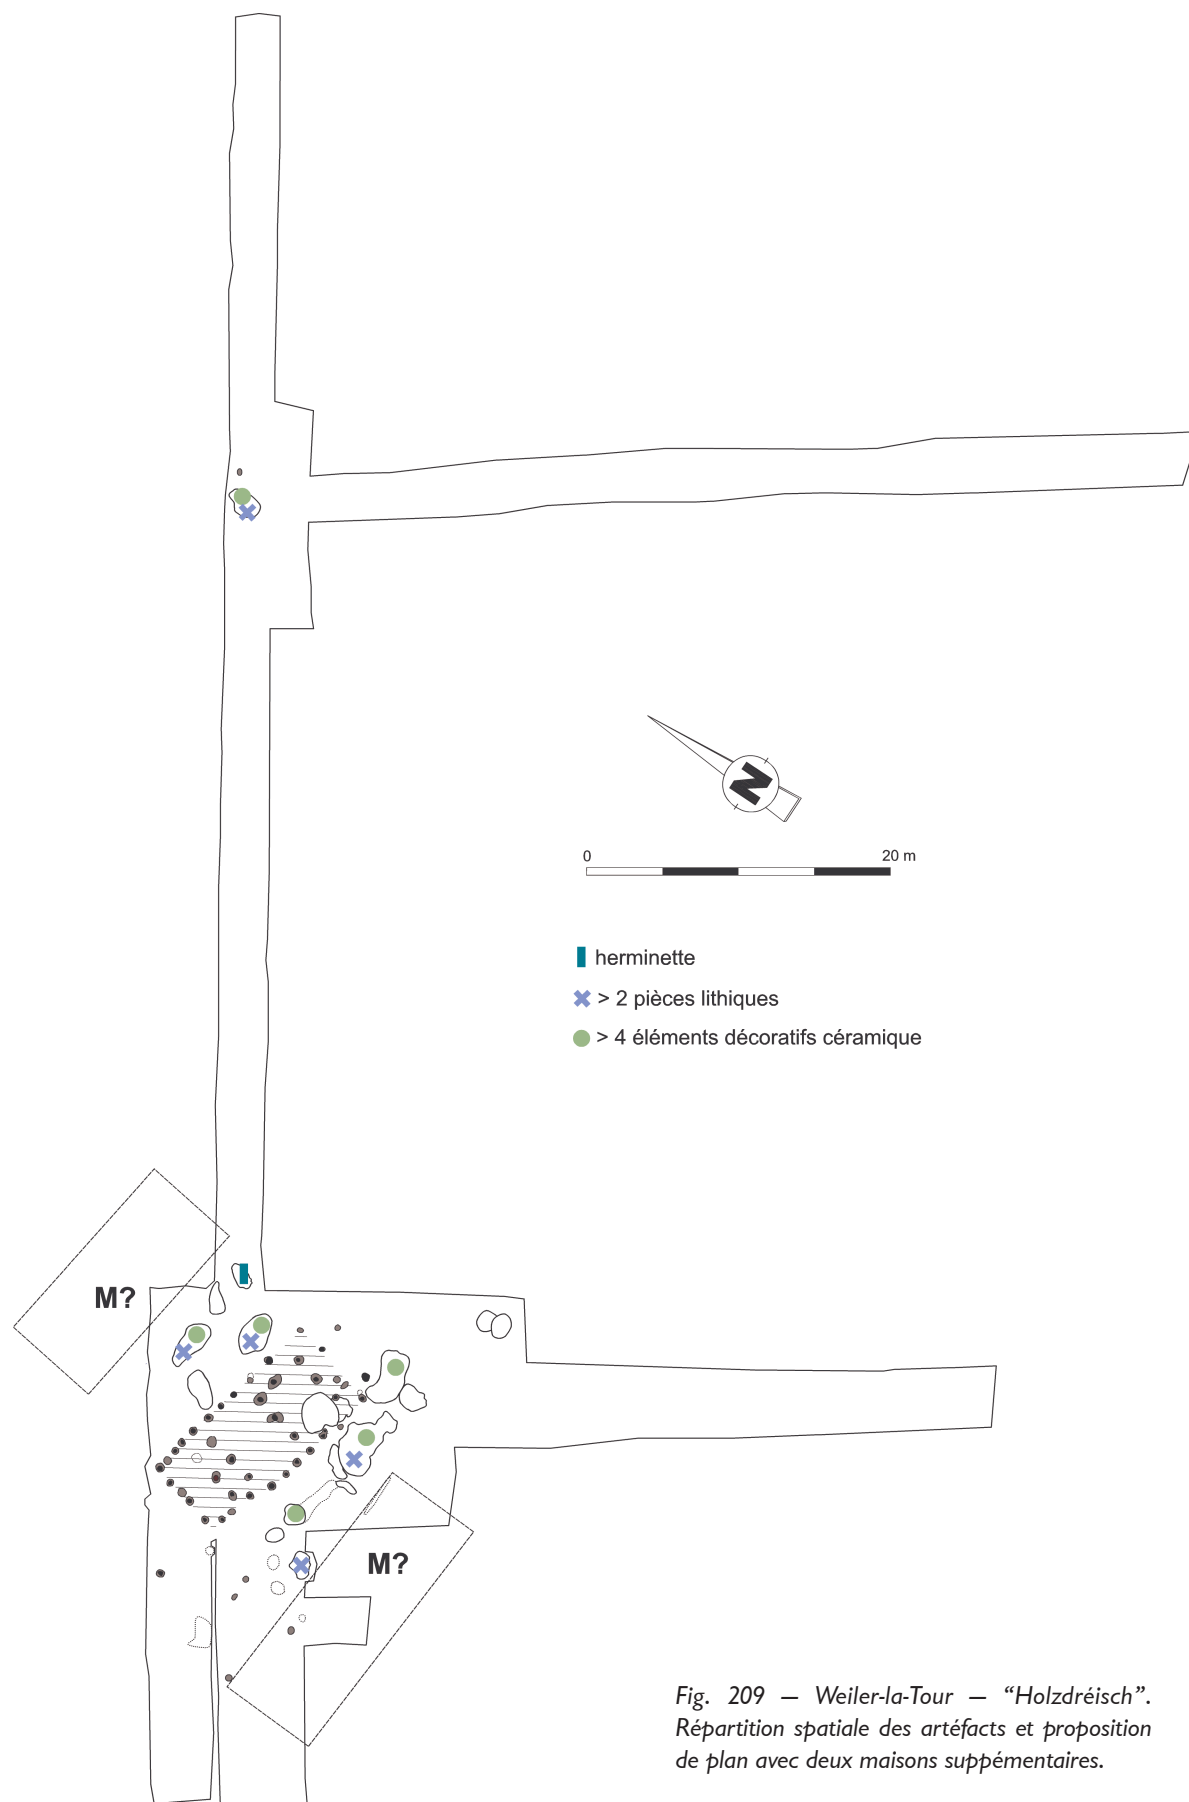 N
0 20 m
herminette
> 2 pièces lithiques
> 4 éléments décoratifs céramique
M?
M?
Fig. 209 — Weiler-la-Tour — “Holzdréisch”.
Répartition spatiale des artéfacts et proposition
de plan avec deux maisons suppémentaires.